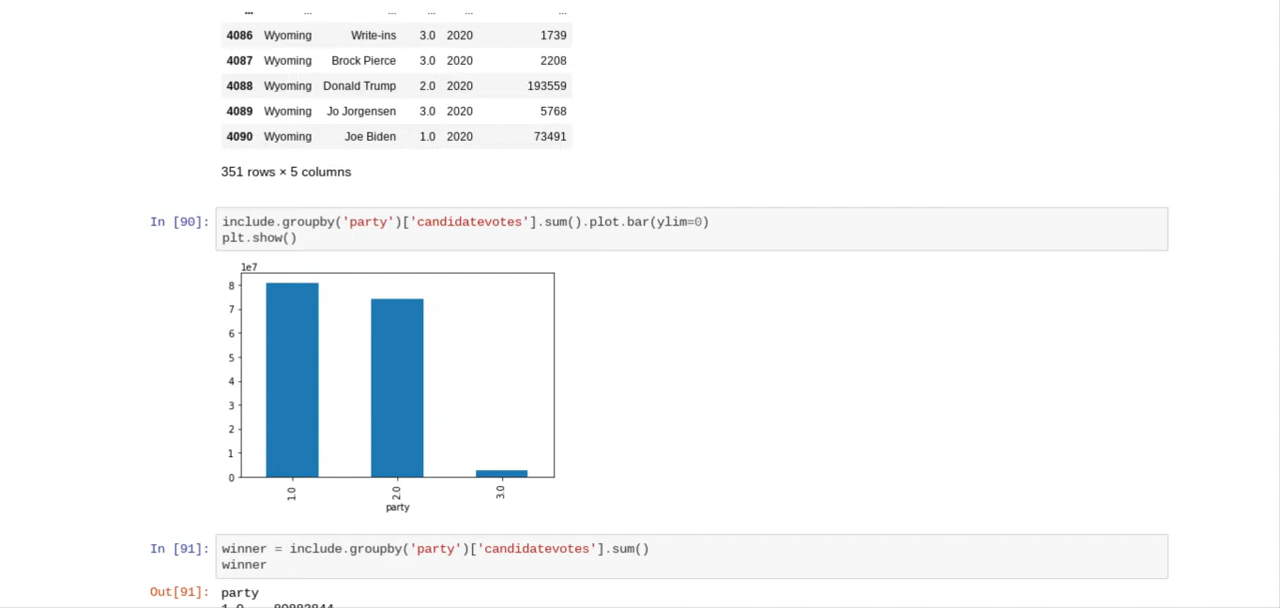 ... ... ... ... ... ...
4086 Wyoming Write-ins 3.0 2020 1739
4087 Wyoming Brock Pierce 3.0 2020 2208
4088 Wyoming Donald Trump 2.0 2020 193559
4089 Wyoming Jo Jorgensen 3.0 2020 5768
4090 Wyoming Joe Biden 1.0 2020 73491
351 rows × 5 columns
In [90]: include.groupby('party')['candidatevotes'].sum().plot.bar(ylim=0)
plt.show()
1e7
8
7
6
5
4
3
2
1
0
1.0 2.0 3.0
party
In [91]: winner = include.groupby('party')['candidatevotes'].sum()
winner
Out[91]: party